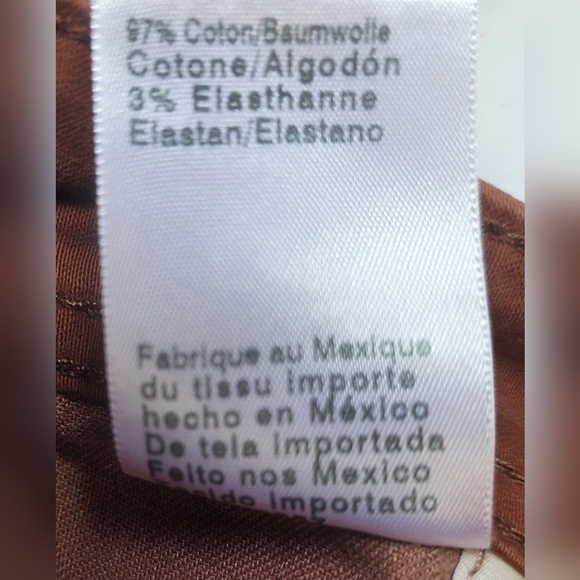 97% Coton/Baumwolle
Cotone/Algodón
3% Elasthanne
Elastan/Elastano
Fabrique au Mexique
du tissu importe
hecho en México
De tela importada
Feito nos Mexico
importado